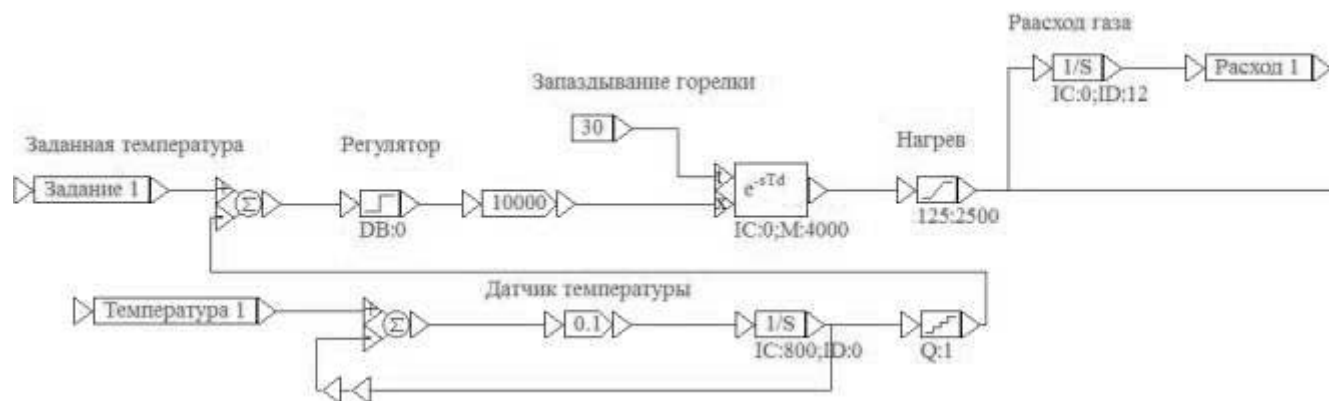 Раасход газа
1/S
Расход 1
IC:0;ID:12
Запаздывание горелки
30
Заданная температура
Регулятор
Нагрев
Задание 1
+
Σ
-
DB:0
10000
t
x
e-sTd
IC:0;M:4000
125:2500
Датчик температуры
Температура 1
+
Σ
-
0.1
1/S
IC:800;ID:0
Q:1